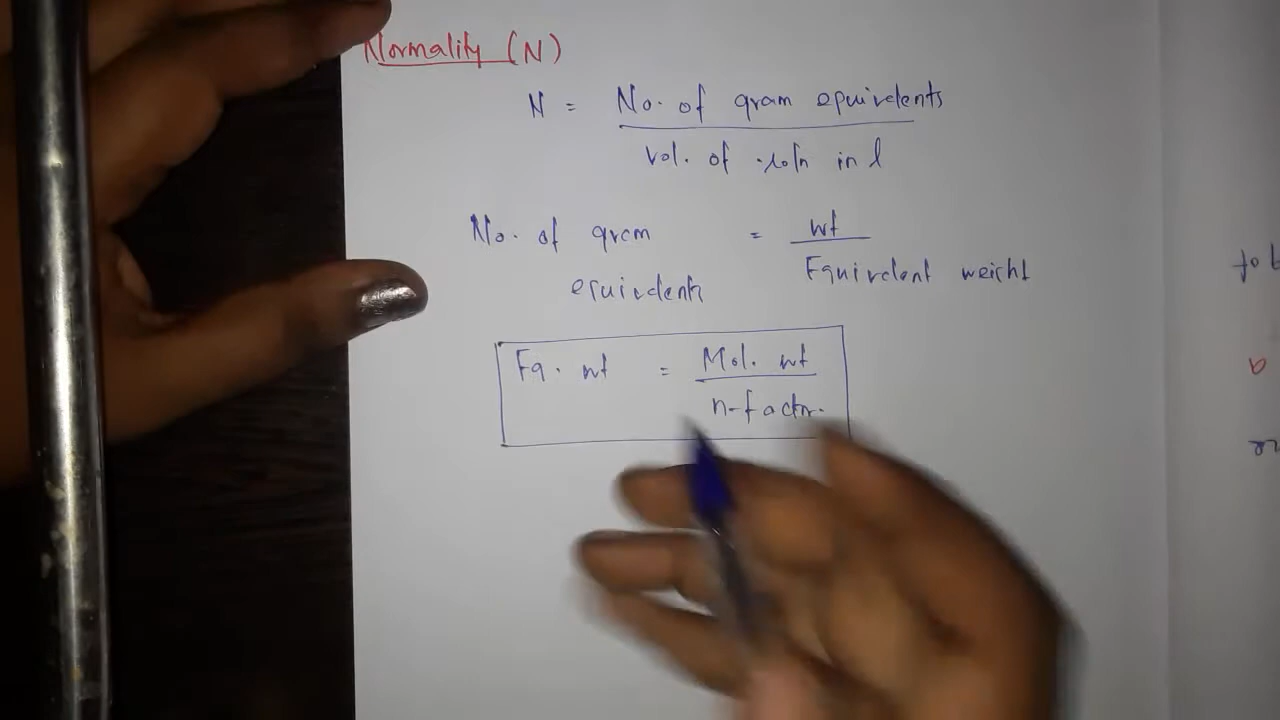 Normality (N)
N = No. of gram equivalents
vol. of soln in l
No. of gram equivalents = wt
Equivalent weight
Eq. wt = Mol. wt
n-factor.